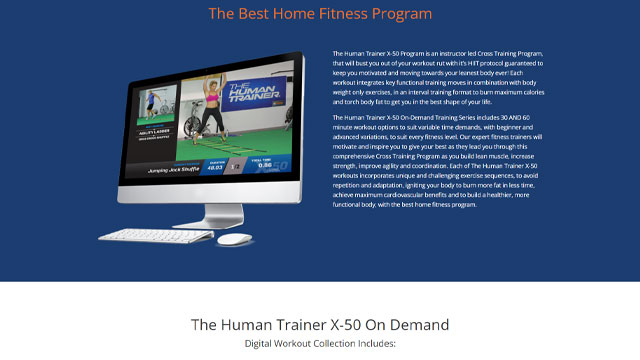 The Best Home Fitness Program
The Human Trainer X-50 Program is an instructor led Cross Training Program,
that will bust you out of your workout rut with it's HIIT protocol guaranteed to
keep you motivated and moving towards your leanest body ever! Each
workout integrates key functional training moves in combination with body
weight only exercises, in an interval training format to burn maximum calories
and torch body fat to get you in the best shape of your life.
The Human Trainer X-50 On-Demand Training Series includes 30 AND 60
minute workout options to suit variable time demands, with beginner and
advanced variations, to suit every fitness level. Our expert fitness trainers will
motivate and inspire you to give your best as they lead you through this
comprehensive Cross Training Program as you build lean muscle, increase
strength, improve agility and coordination. Each of The Human Trainer X-50
workouts incorporates unique and challenging exercise sequences, to avoid
repetition and adaptation, igniting your body to burn more fat in less time,
achieve maximum cardiovascular benefits and to build a healthier, more
functional body, with the best home fitness program.
THE
HUMAN
TRAINER
AGILITY LADDER
Jumping Jack Shuffle
X-50
The Human Trainer X-50 On Demand
Digital Workout Collection Includes: